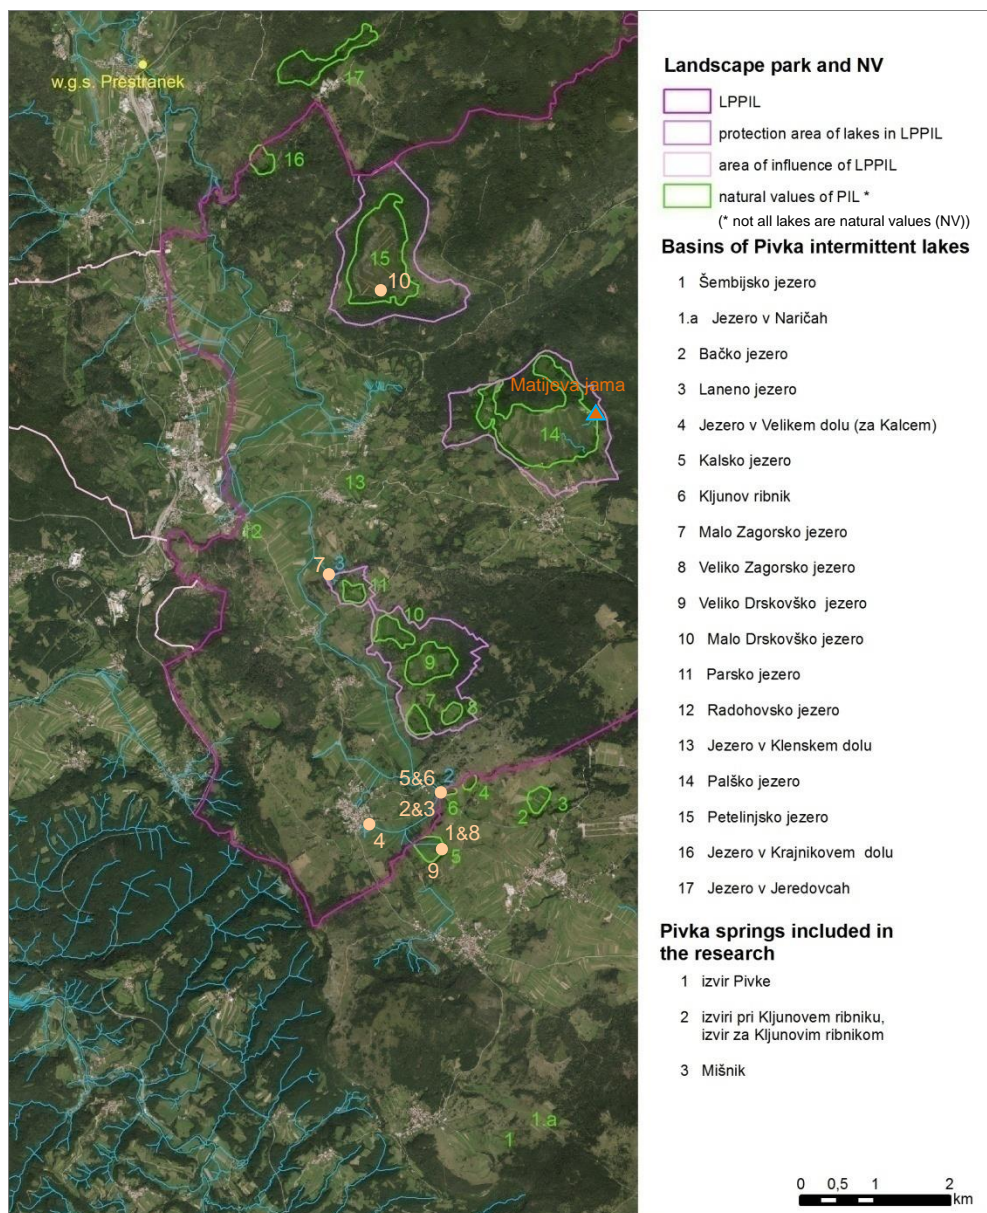 w.g.s. Prestranek
17
16
15
10
Matijova jama
14
13
12
7 3
11
10
9
7
8
5&6 2
4
2&3 6
2 3
1&8
4
5
9
1.a
1
Landscape park and NV
LPPIL
protection area of lakes in LPPIL
area of influence of LPPIL
natural values of PIL *
(* not all lakes are natural values (NV))
Basins of Pivka intermittent lakes
1 Šembijsko jezero
1.a Jezero v Naričah
2 Bačko jezero
3 Laneno jezero
4 Jezero v Velikem dolu (za Kalcem)
5 Kalsko jezero
6 Kljunov ribnik
7 Malo Zagorsko jezero
8 Veliko Zagorsko jezero
9 Veliko Drskovško jezero
10 Malo Drskovško jezero
11 Parsko jezero
12 Radohovsko jezero
13 Jezero v Klenskem dolu
14 Palško jezero
15 Petelinjsko jezero
16 Jezero v Krajnikovem dolu
17 Jezero v Jeredovcah
Pivka springs included in
the research
1 izvir Pivke
2 izviri pri Kljunovem ribniku,
izvir za Kljunovim ribnikom
3 Mišnik
0 0,5 1 2
km